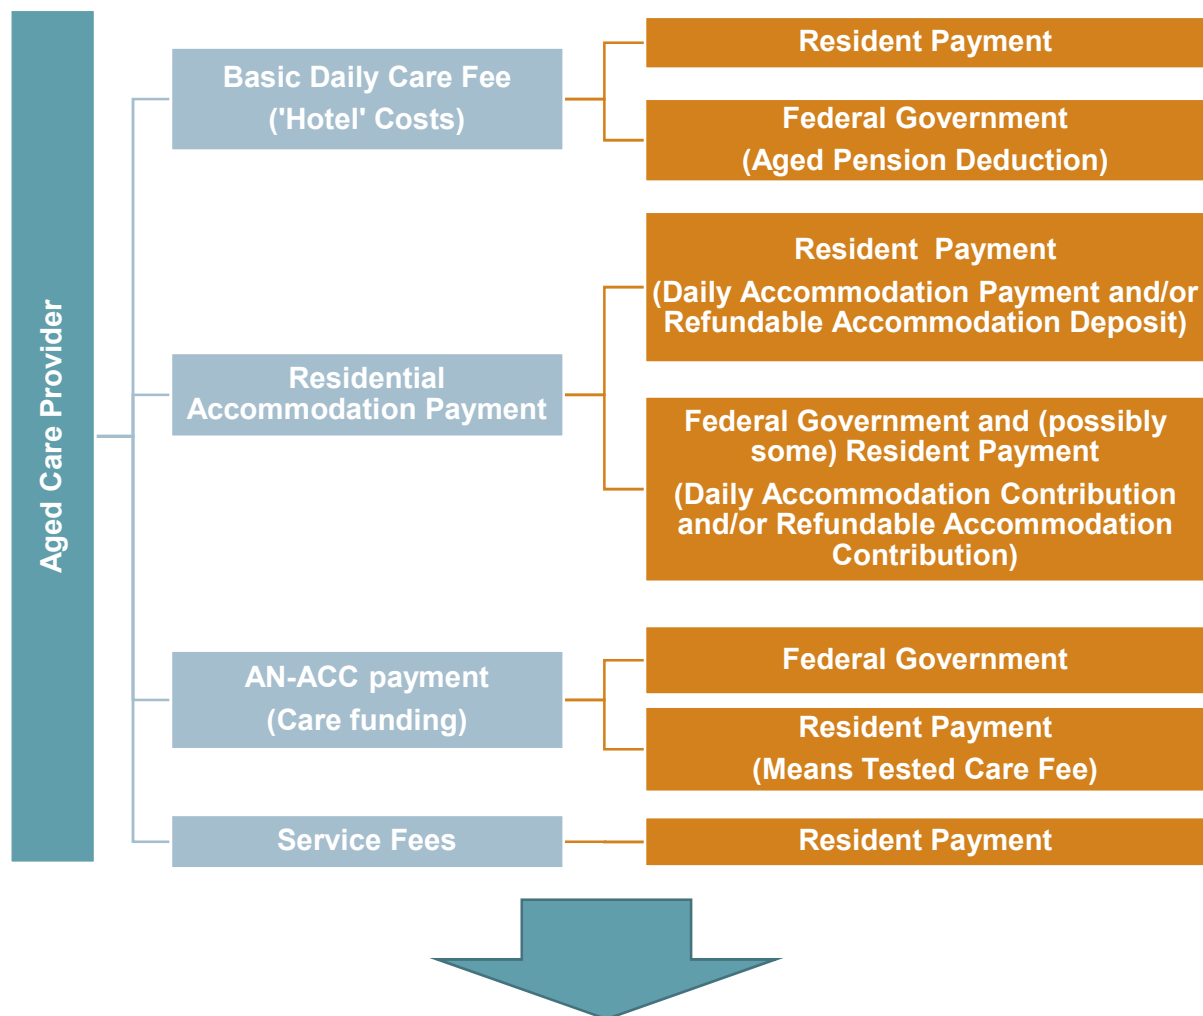 Aged Care Provider
Basic Daily Care Fee
('Hotel' Costs)
Resident Payment
Federal Government
(Aged Pension Deduction)
Residential
Accommodation Payment
Resident  Payment
(Daily Accommodation Payment and/or
Refundable Accommodation Deposit)
Federal Government and (possibly
some) Resident Payment
(Daily Accommodation Contribution
and/or Refundable Accommodation
Contribution)
AN-ACC payment
(Care funding)
Federal Government
Resident Payment
(Means Tested Care Fee)
Service Fees
Resident Payment